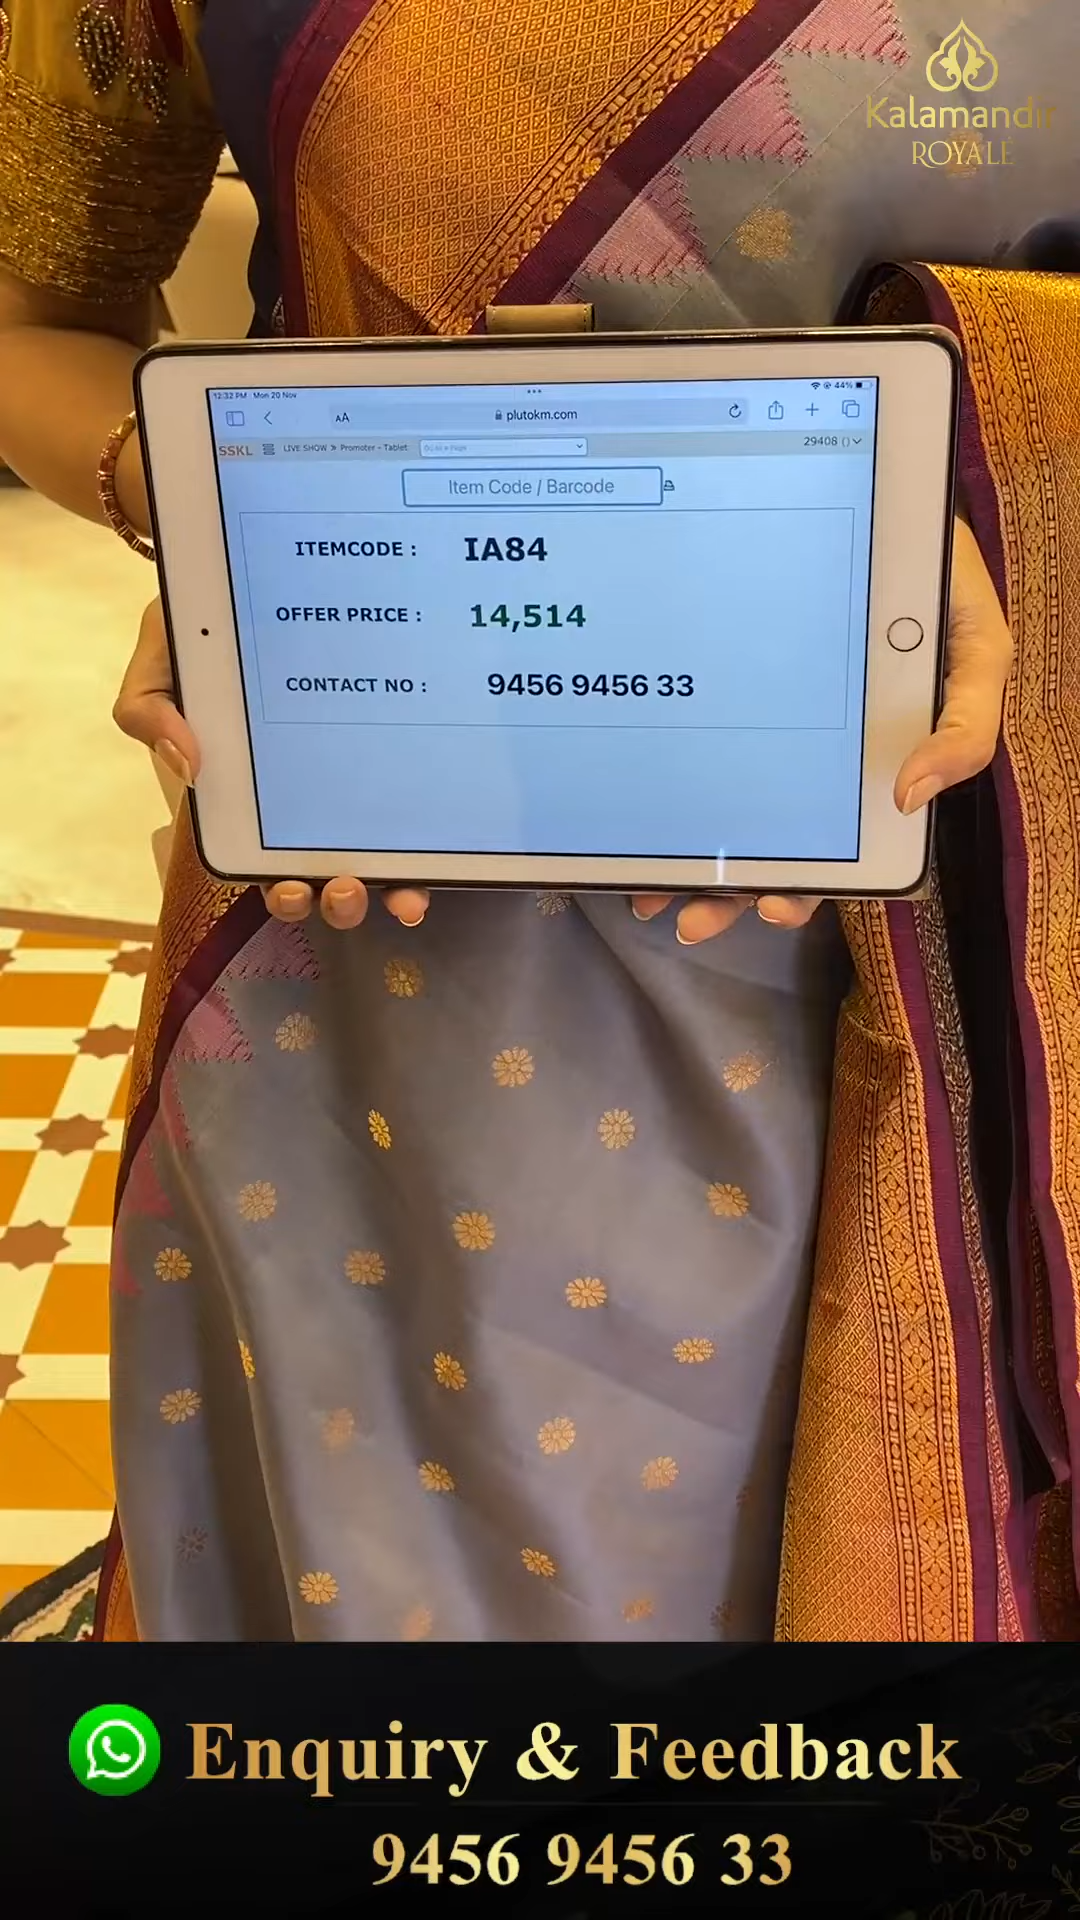 Kalamandir
ROYALE
12:32 PM Mon 20 Nov
44%
AA
plutokm.com
SSKL
LIVE SHOW > Promoter - Tablet
29408 ()
Item Code / Barcode
ITEMCODE : IA84
OFFER PRICE : 14,514
CONTACT NO : 9456 9456 33
Enquiry & Feedback
9456 9456 33